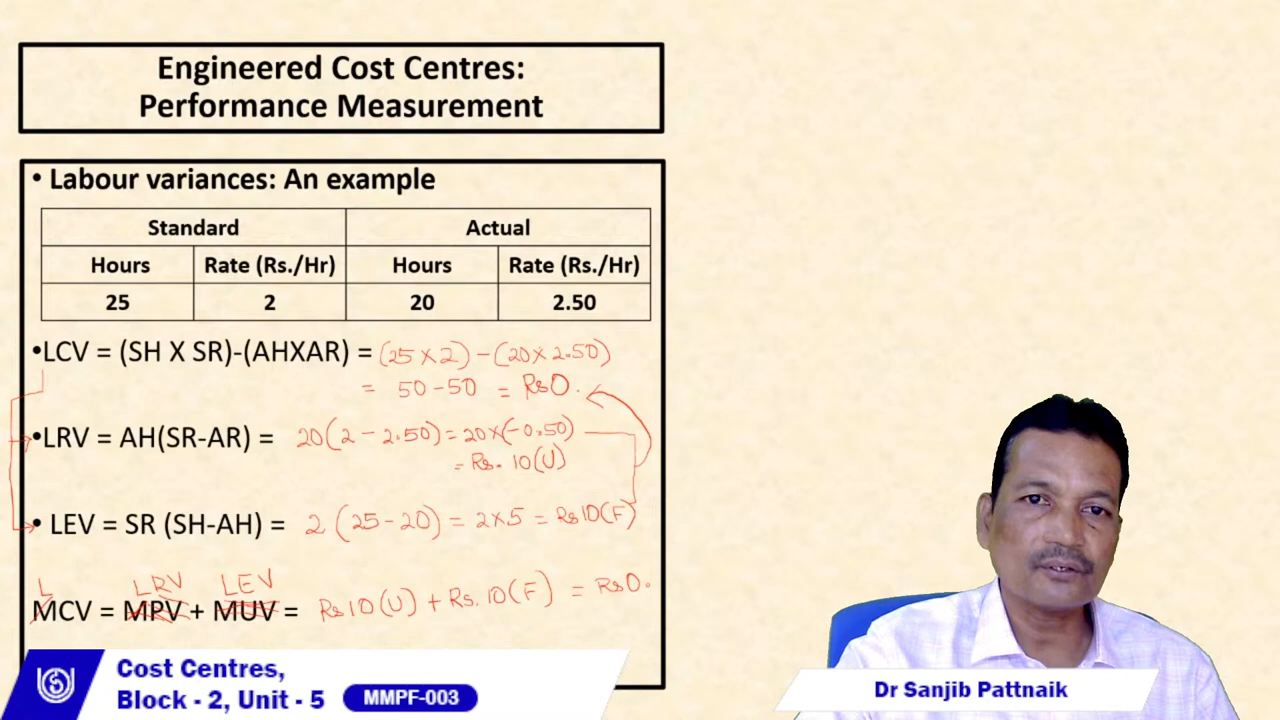 Engineered Cost Centres:
Performance Measurement
• Labour variances: An example
Standard Actual
Hours Rate (Rs./Hr) Hours Rate (Rs./Hr)
25 2 20 2.50
•LCV = (SH X SR)-(AHXAR) = (25 × 2) - (20 × 2.50)
= 50 - 50 = Rs 0.
•LRV = AH(SR-AR) = 20(2 - 2.50) = 20×(-0.50)
= Rs. 10(U)
• LEV = SR (SH-AH) = 2 (25 - 20) = 2×5 = Rs 10(F)
L LRV LEV
MCV = MPV + MUV = Rs 10(U) + Rs. 10(F) = Rs 0.
Cost Centres,
Block - 2, Unit - 5 MMPF-003
Dr Sanjib Pattnaik